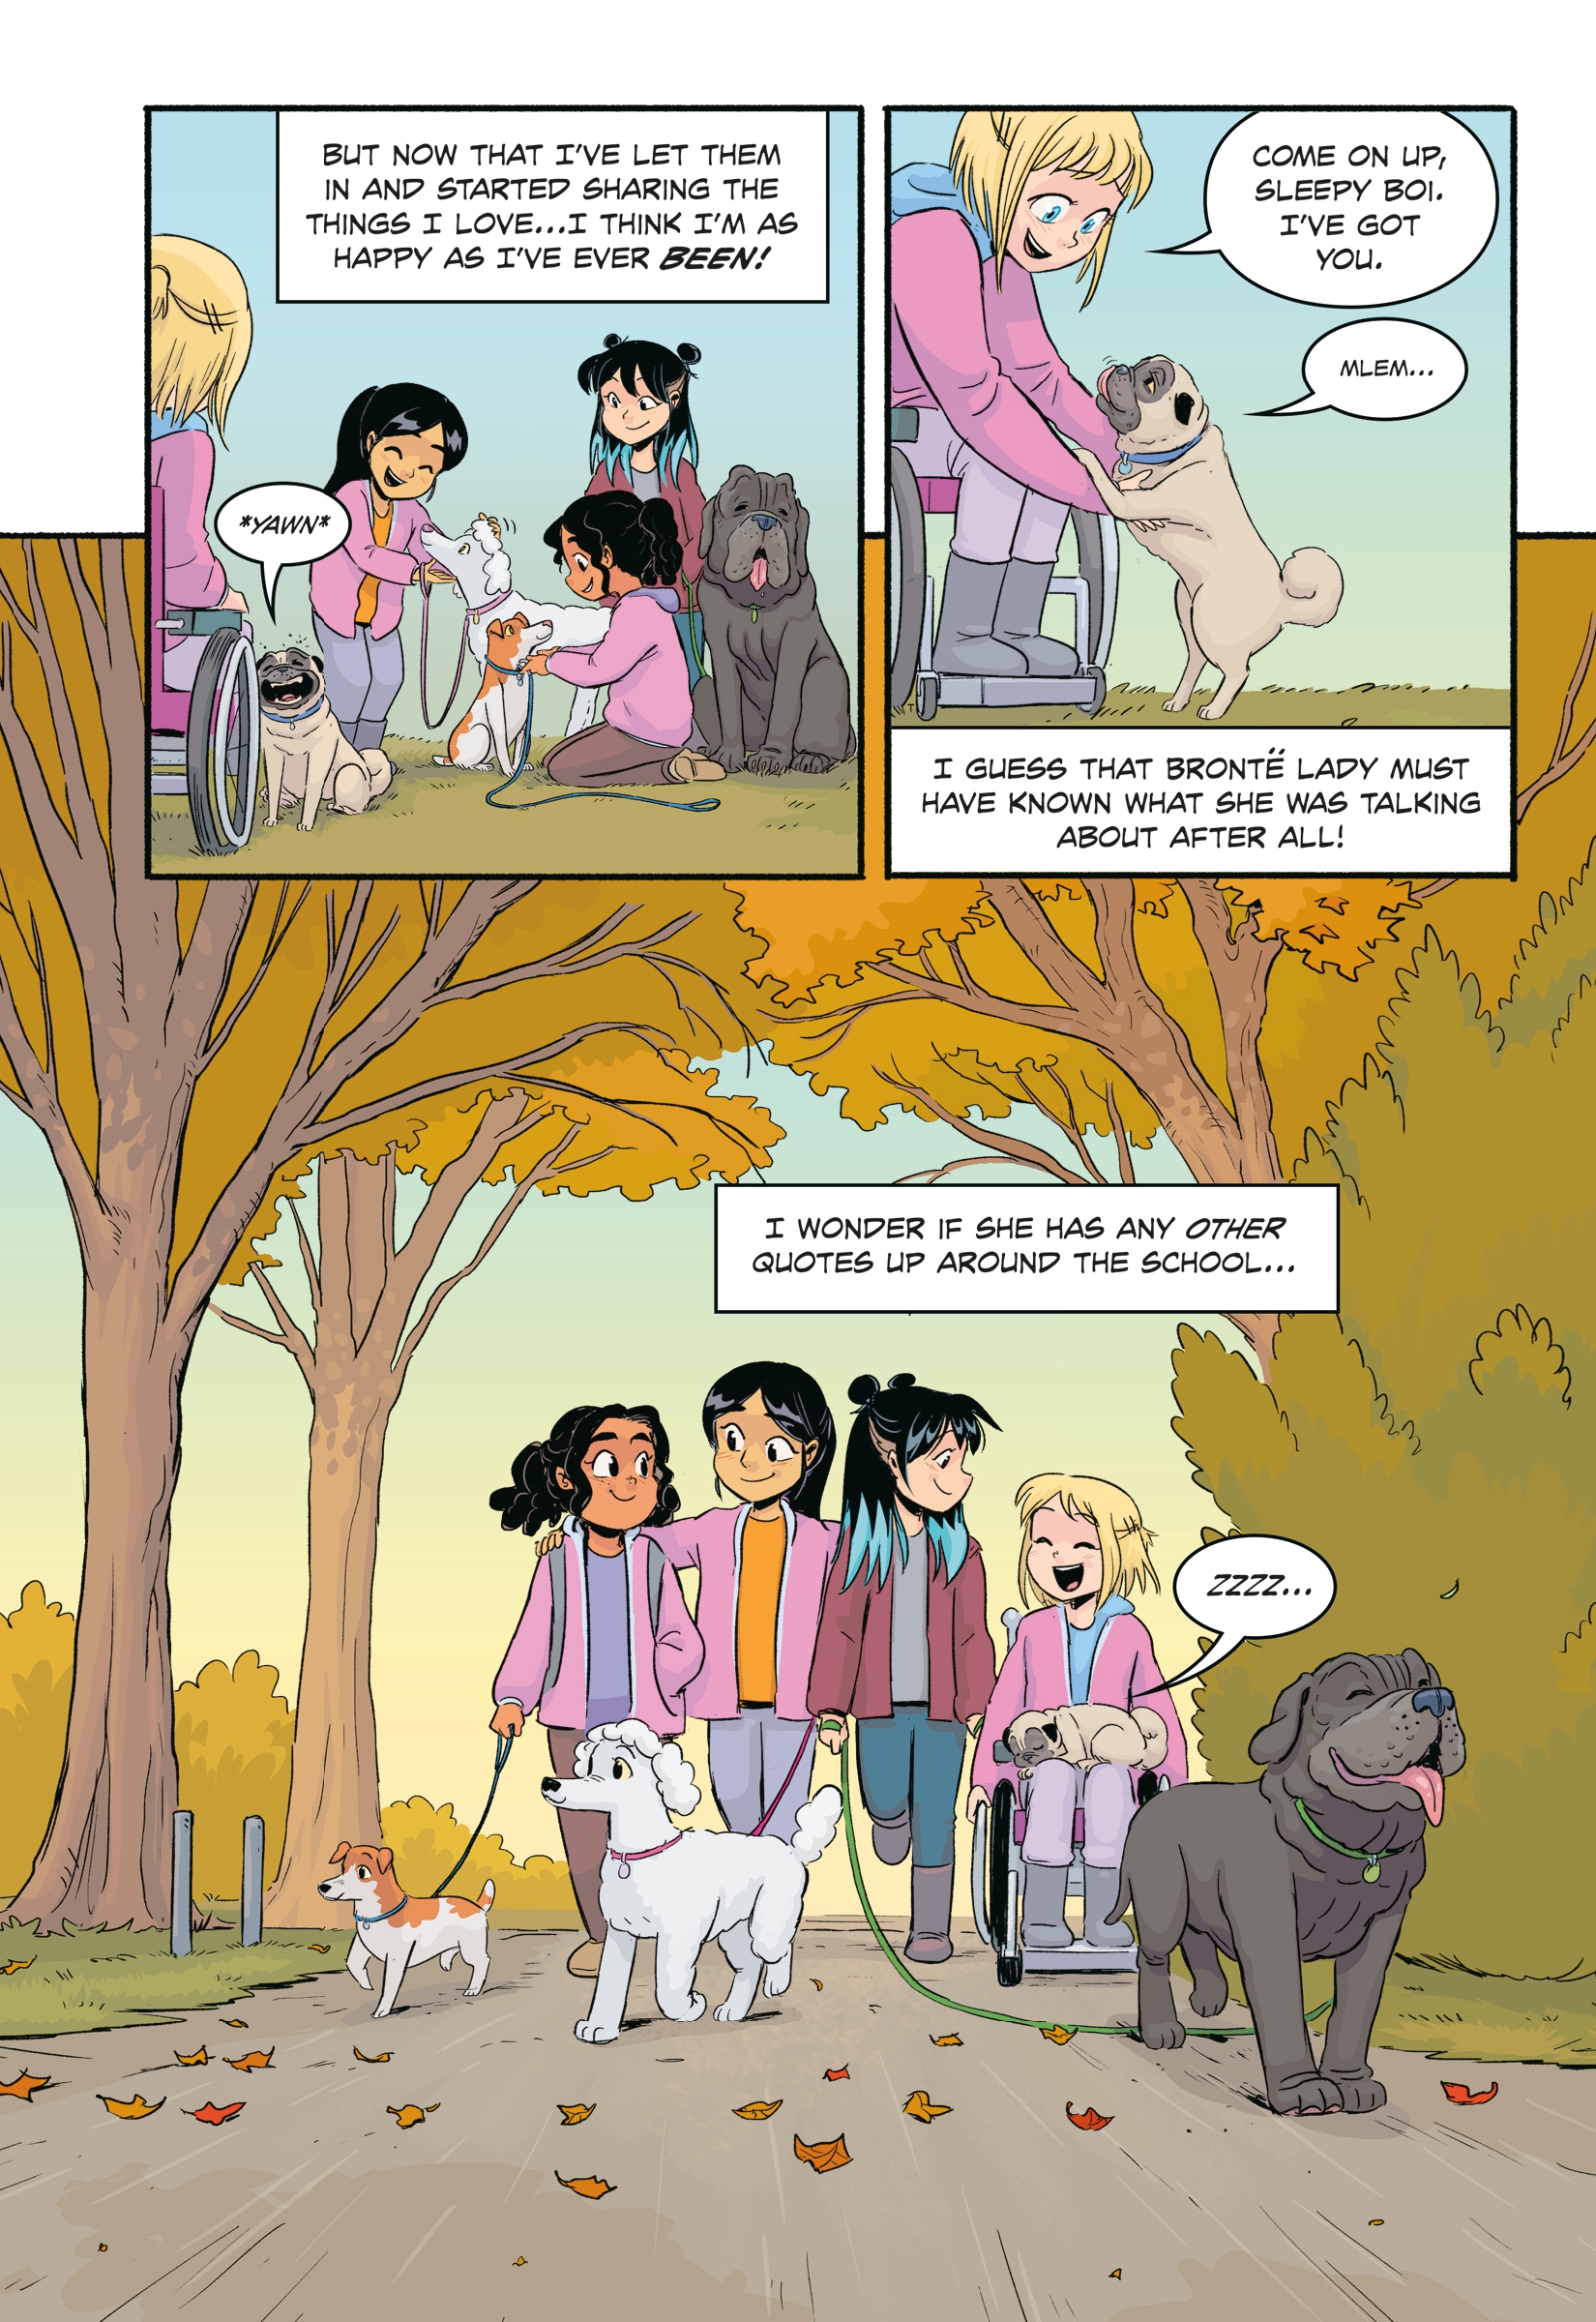 BUT NOW THAT I'VE LET THEM
IN AND STARTED SHARING THE
THINGS I LOVE...I THINK I'M AS
HAPPY AS I'VE EVER BEEN!
*YAWN*
COME ON UP,
SLEEPY BOI.
I'VE GOT
YOU.
MLEM...
I GUESS THAT BRONTË LADY MUST
HAVE KNOWN WHAT SHE WAS TALKING
ABOUT AFTER ALL!
I WONDER IF SHE HAS ANY OTHER
QUOTES UP AROUND THE SCHOOL...
ZZZZ...